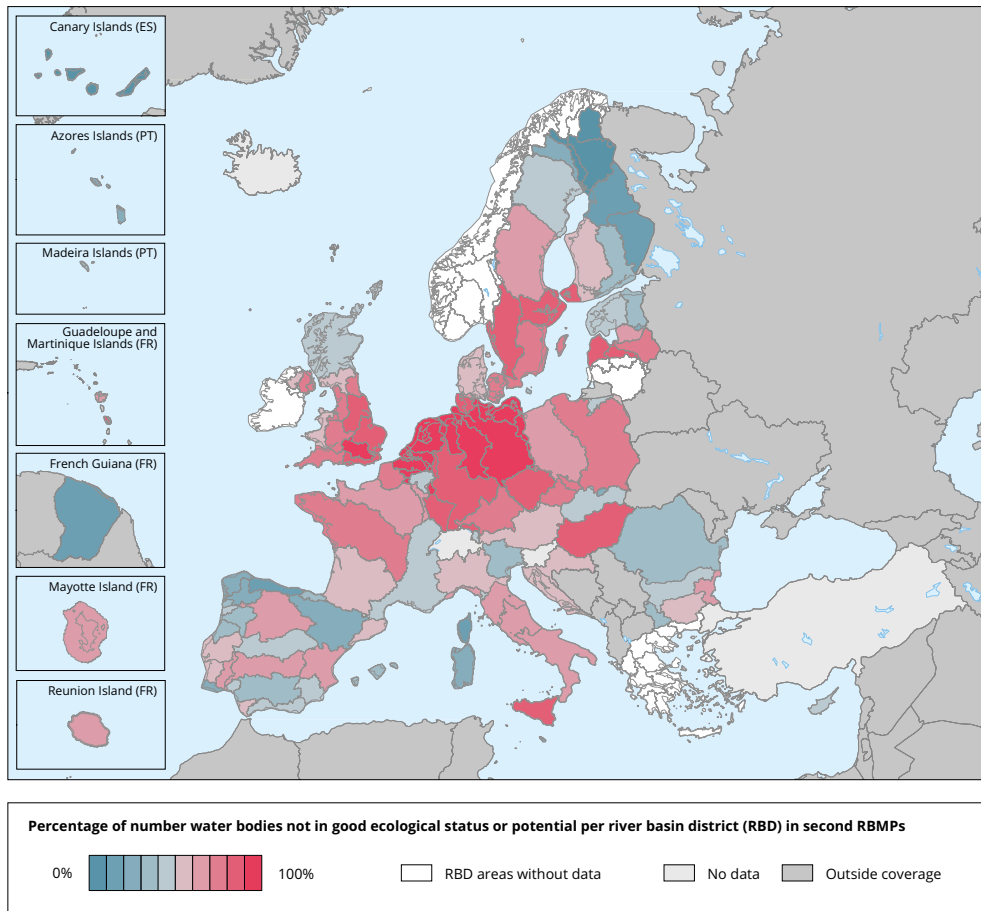 Canary Islands (ES)
Azores Islands (PT)
Madeira Islands (PT)
Guadeloupe and
Martinique Islands (FR)
French Guiana (FR)
Mayotte Island (FR)
Reunion Island (FR)
Percentage of number water bodies not in good ecological status or potential per river basin district (RBD) in second RBMPs
0% 100% RBD areas without data No data Outside coverage